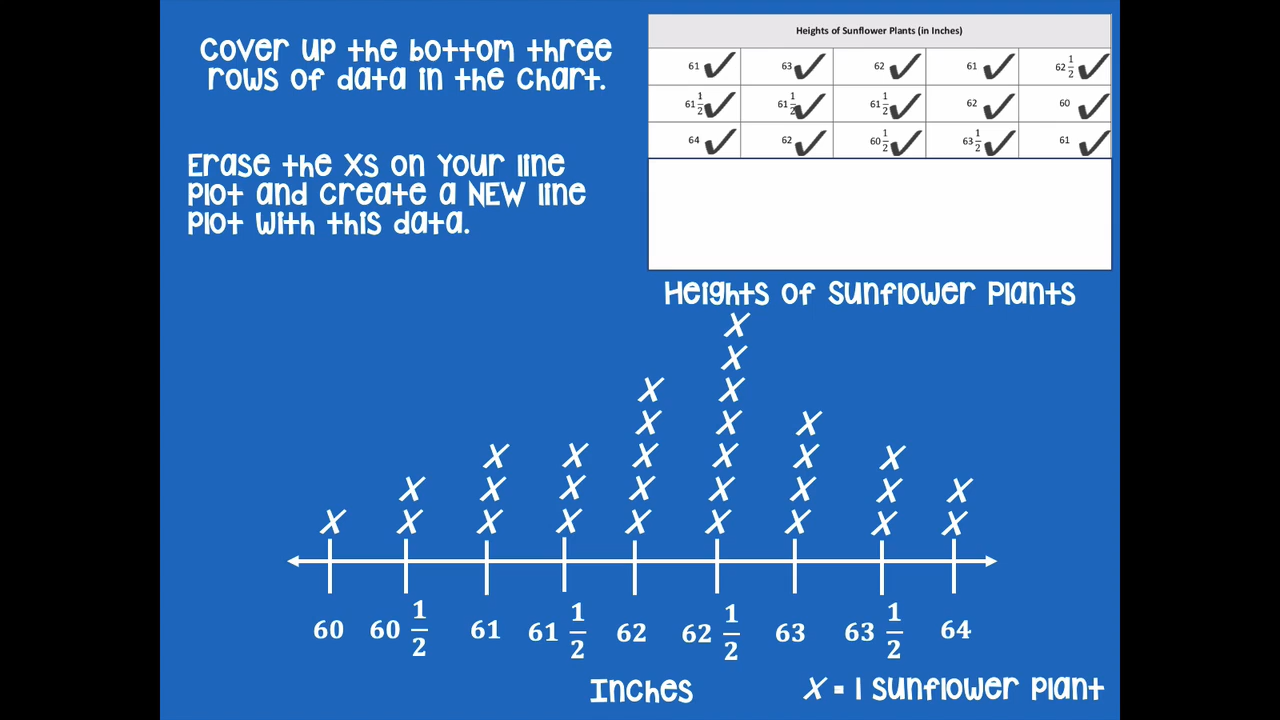 Cover up the bottom three
rows of data in the chart.
Erase the Xs on your line
plot and create a NEW line
plot with this data.
Heights of Sunflower Plants (in Inches)
61 63 62 61 62 1/2
61 1/2 61 1/2 61 1/2 62 60
64 62 60 1/2 63 1/2 61
Heights of Sunflower Plants
X
X
X X
X X X
X X X X X X
X X X X X X X X
X X X X X X X X X
60 60 1/2 61 61 1/2 62 62 1/2 63 63 1/2 64
Inches
X = 1 Sunflower Plant